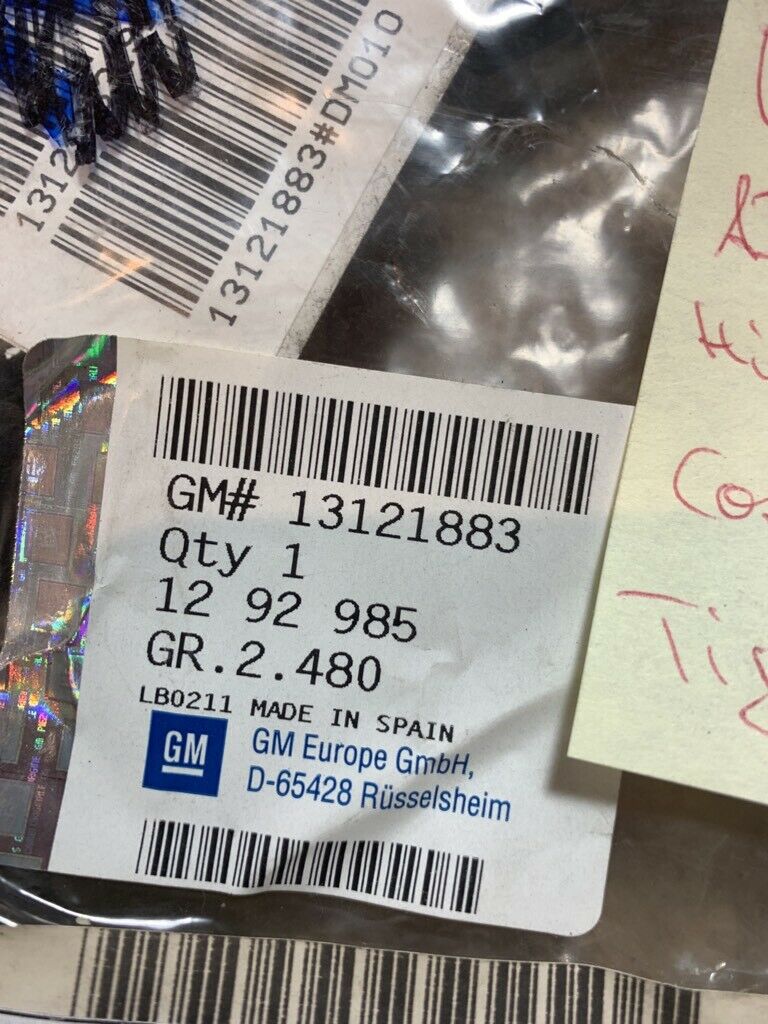 13121883#DM010
GM# 13121883
Qty 1
12 92 985
GR.2.480
LB0211 MADE IN SPAIN
GM
GM Europe GmbH,
D-65428 Rüsselsheim